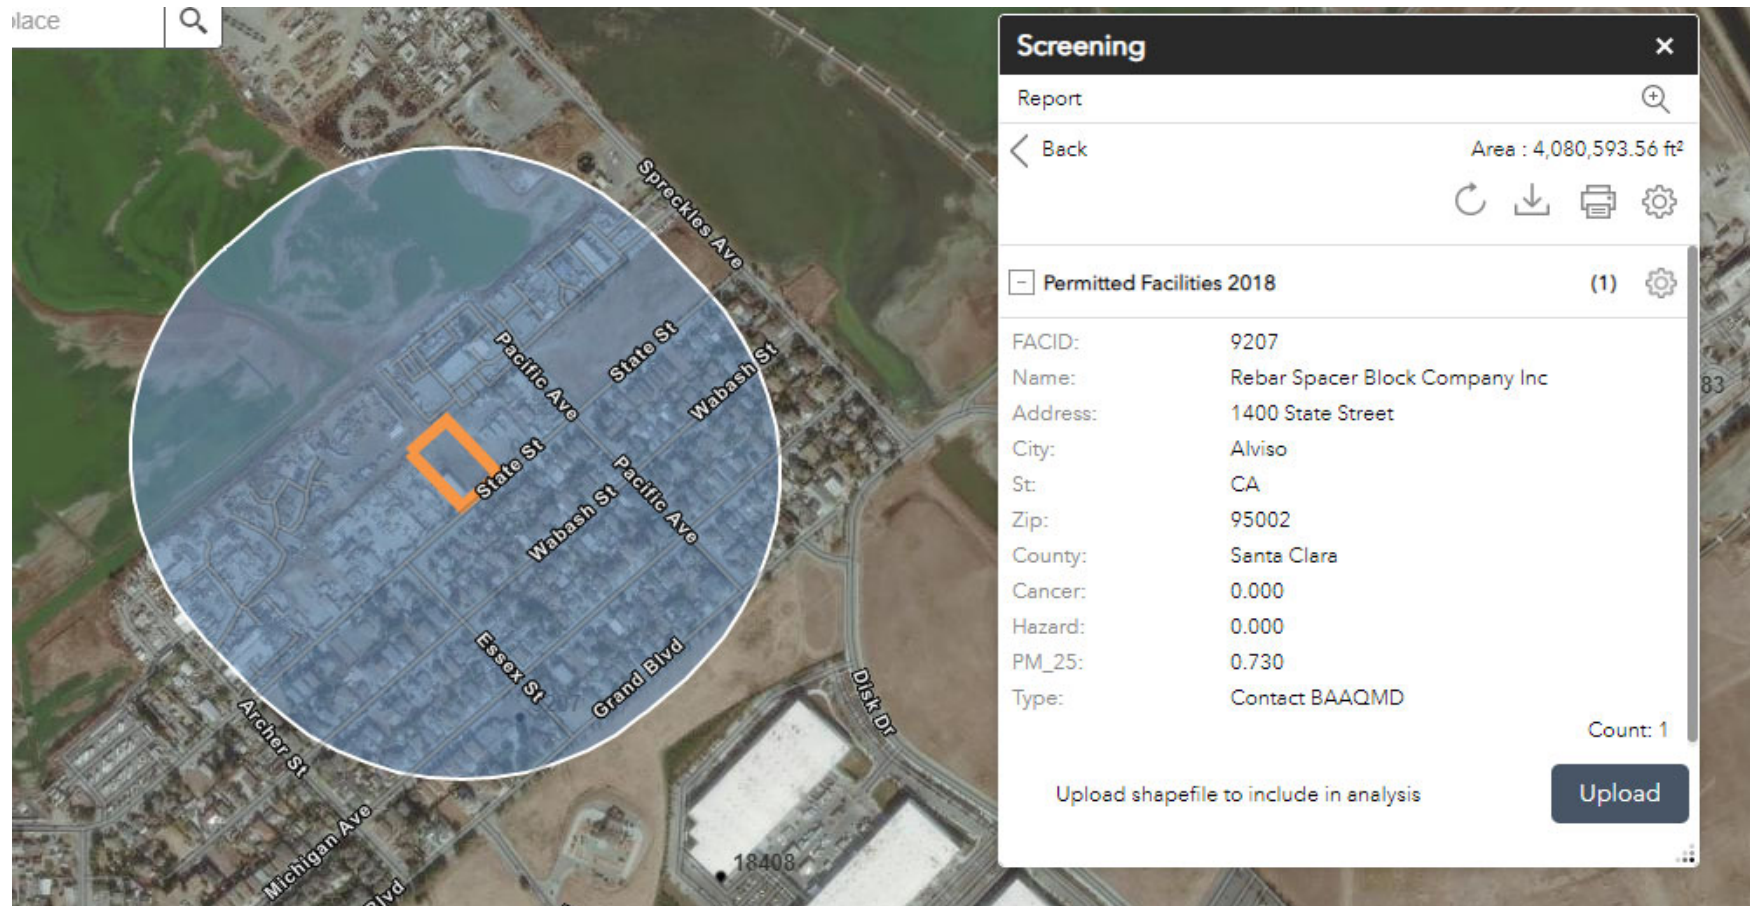 lace
Spreckles Ave
Pacific Ave
State St
Wabash St
State St
Pacific Ave
Wabash St
Essex St
Grand Blvd
9207
Archer St
Disk Dr
Michigan Ave
Blvd
18408
83
Screening
Report
Back
Area : 4,080,593.56 ft²
Permitted Facilities 2018 (1)
FACID: 9207
Name: Rebar Spacer Block Company Inc
Address: 1400 State Street
City: Alviso
St: CA
Zip: 95002
County: Santa Clara
Cancer: 0.000
Hazard: 0.000
PM_25: 0.730
Type: Contact BAAQMD
Count: 1
Upload shapefile to include in analysis
Upload